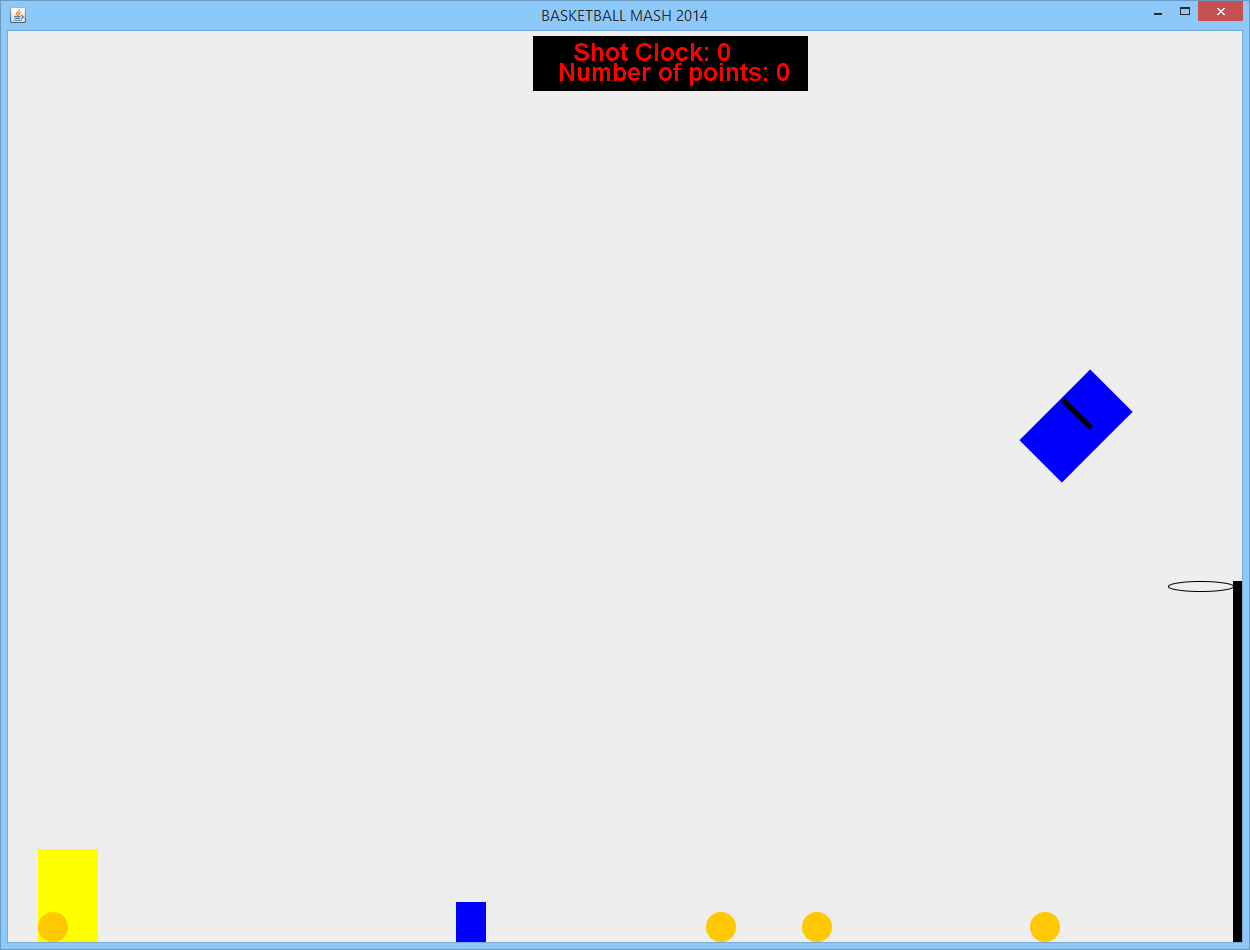 BASKETBALL MASH 2014
Shot Clock: 0
Number of points: 0